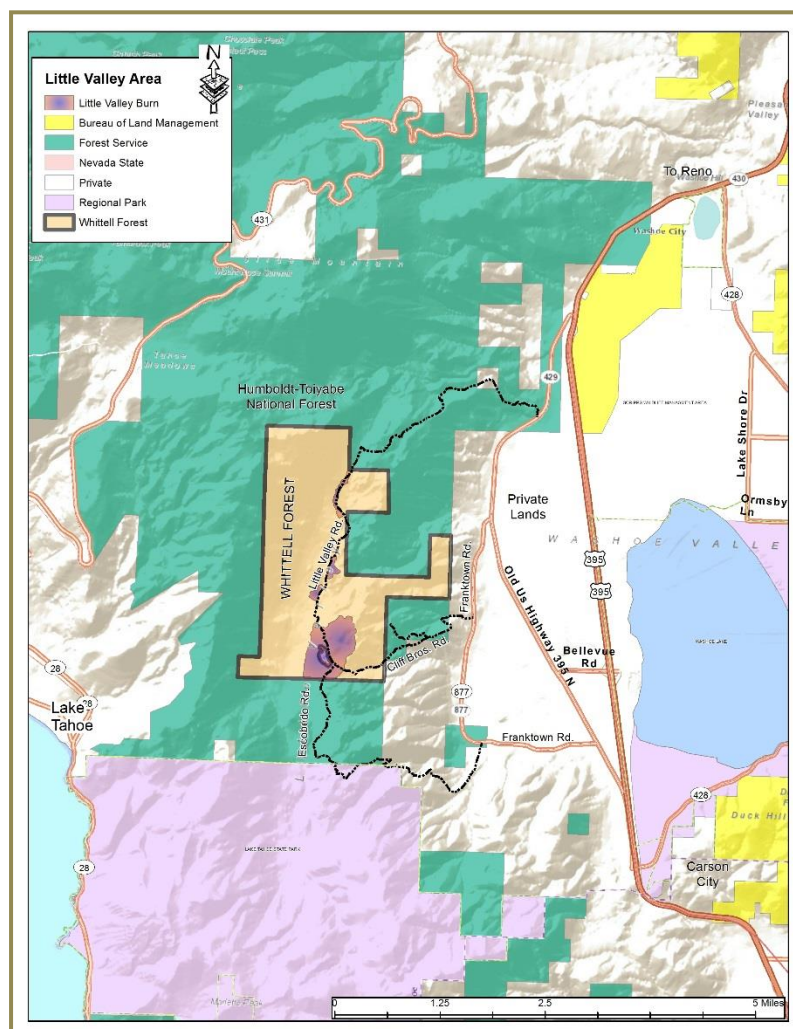 N
Little Valley Area
Little Valley Burn
Bureau of Land Management
Forest Service
Nevada State
Private
Regional Park
Whittell Forest
Pleasa
Valley
To Reno
430
Washoe City
431
428
429
Tahoe
Meadows
Humboldt-Toiyabe
National Forest
WHITTELL FOREST
Little Valley Rd.
Private
Lands
Lake Shore Dr
Ormsby
Ln
Franktown Rd.
395
395
Old Us Highway 395 N
Bellevue
Rd
Cliff Bros. Rd.
28
28
Lake
Tahoe
877
877
Escobrido Rd.
Franktown Rd.
428
Duck Hill
28
Carson
City
0
1.25
2.5
5 Miles